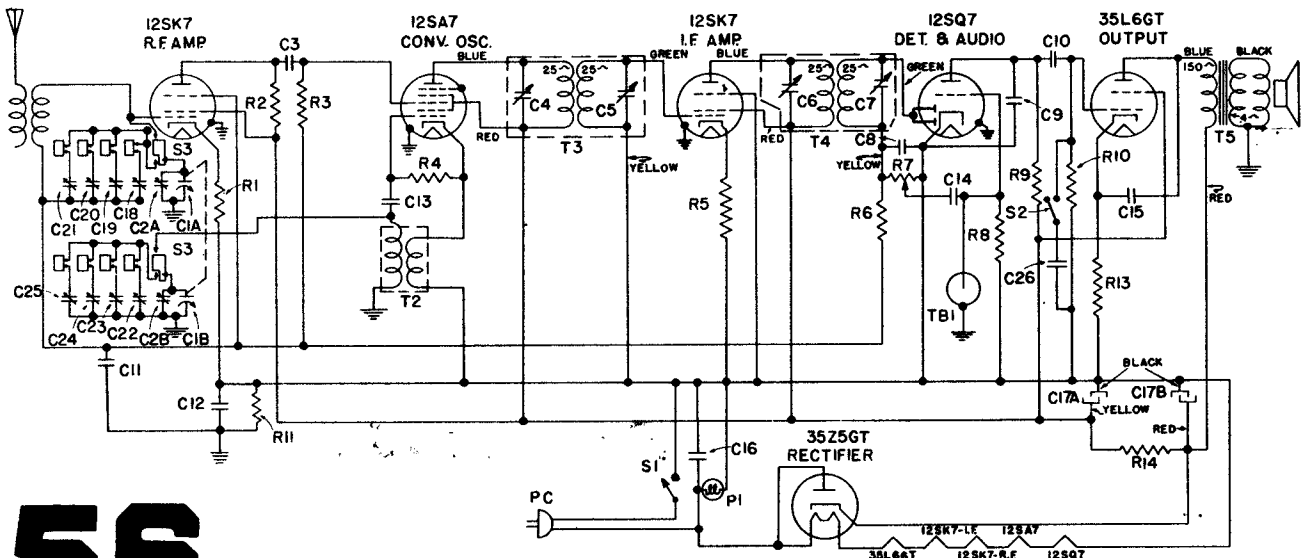 12SK7
R.F. AMP.
12SA7
CONV. OSC.
12SK7
I.F. AMP.
12SQ7
DET. & AUDIO
35L6GT
OUTPUT
C3
BLUE
GREEN
BLUE
GREEN
C10
BLUE
BLACK
R2
R3
25
25
C4
C5
25
25
C6
C7
C9
150
4
T5
RED
T3
RED
T4
C8
YELLOW
YELLOW
S3
R4
R7
R9
R10
R1
C20
C18
C21
C19
C2A
C1A
C13
R5
R6
C14
S2
C15
RED
S3
R8
C26
R13
C25
C24
C23
C22
C2B
C1B
T2
TB1
C11
C12
R11
BLACK
C17A
C17B
YELLOW
RED
R14
C16
35Z5GT
RECTIFIER
S1
PC
P1
12SK7-I.F.
12SA7
35L6GT
12SK7-R.F.
12SQ7